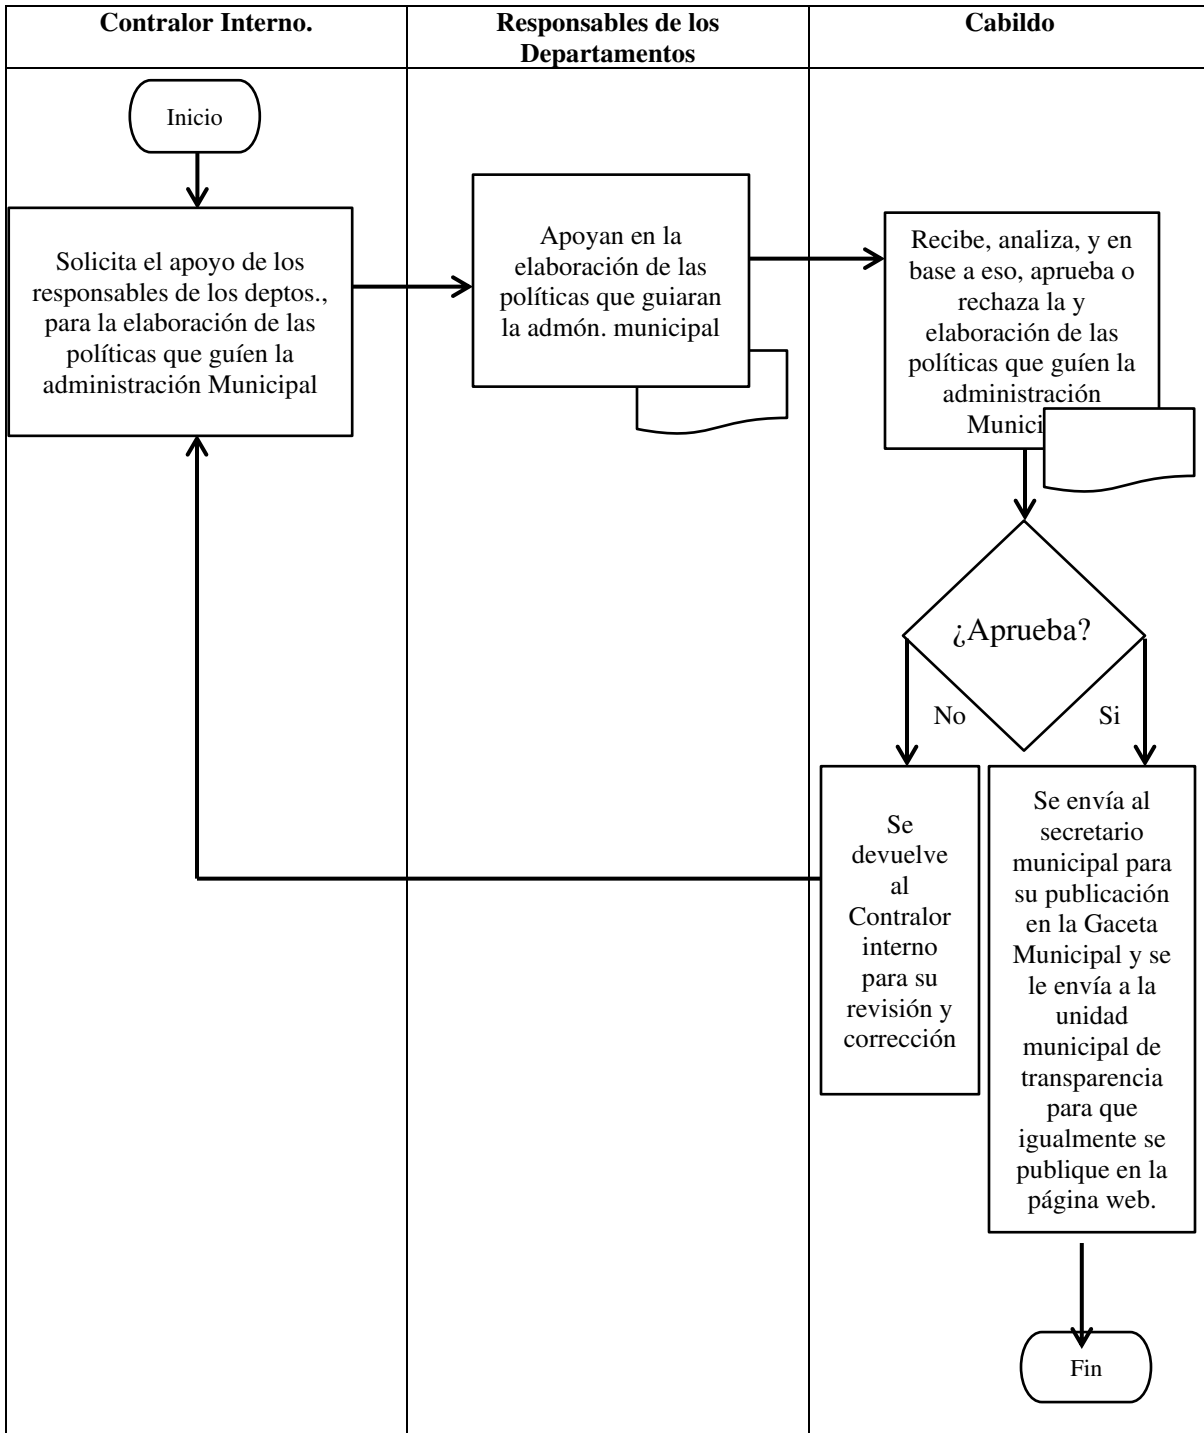 Contralor Interno.
Responsables de los
Departamentos
Cabildo
Inicio
Solicita el apoyo de los
responsables de los deptos.,
para la elaboración de las
políticas que guíen la
administración Municipal
Apoyan en la
elaboración de las
políticas que guiaran
la admón. municipal
Recibe, analiza, y en
base a eso, aprueba o
rechaza la y
elaboración de las
políticas que guíen la
administración
Munici
¿Aprueba?
No
Si
Se
devuelve
al
Contralor
interno
para su
revisión y
corrección
Se envía al
secretario
municipal para
su publicación
en la Gaceta
Municipal y se
le envía a la
unidad
municipal de
transparencia
para que
igualmente se
publique en la
página web.
Fin